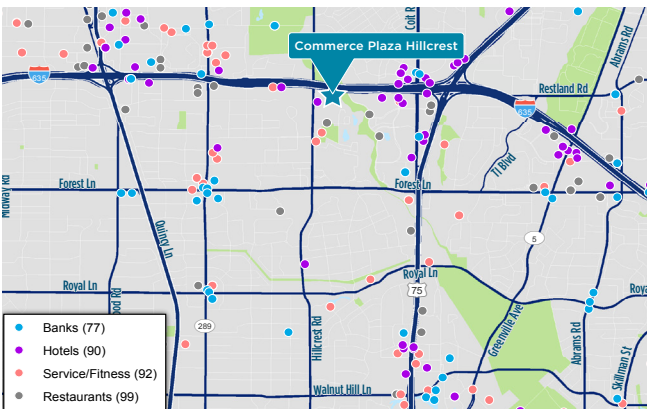 Coit R
Abrams Rd
Commerce Plaza Hillcrest
635
Restland Rd
635
TI Blvd
Midway Rd
Forest Ln
Forest Ln
Quincy Ln
5
Royal Ln
Royal Ln
75
Roya
ood Rd
289
Hillcrest Rd
Greenville Ave
Abrams Rd
Skillman St
Walnut Hill Ln
Banks (77)
Hotels (90)
Service/Fitness (92)
Restaurants (99)